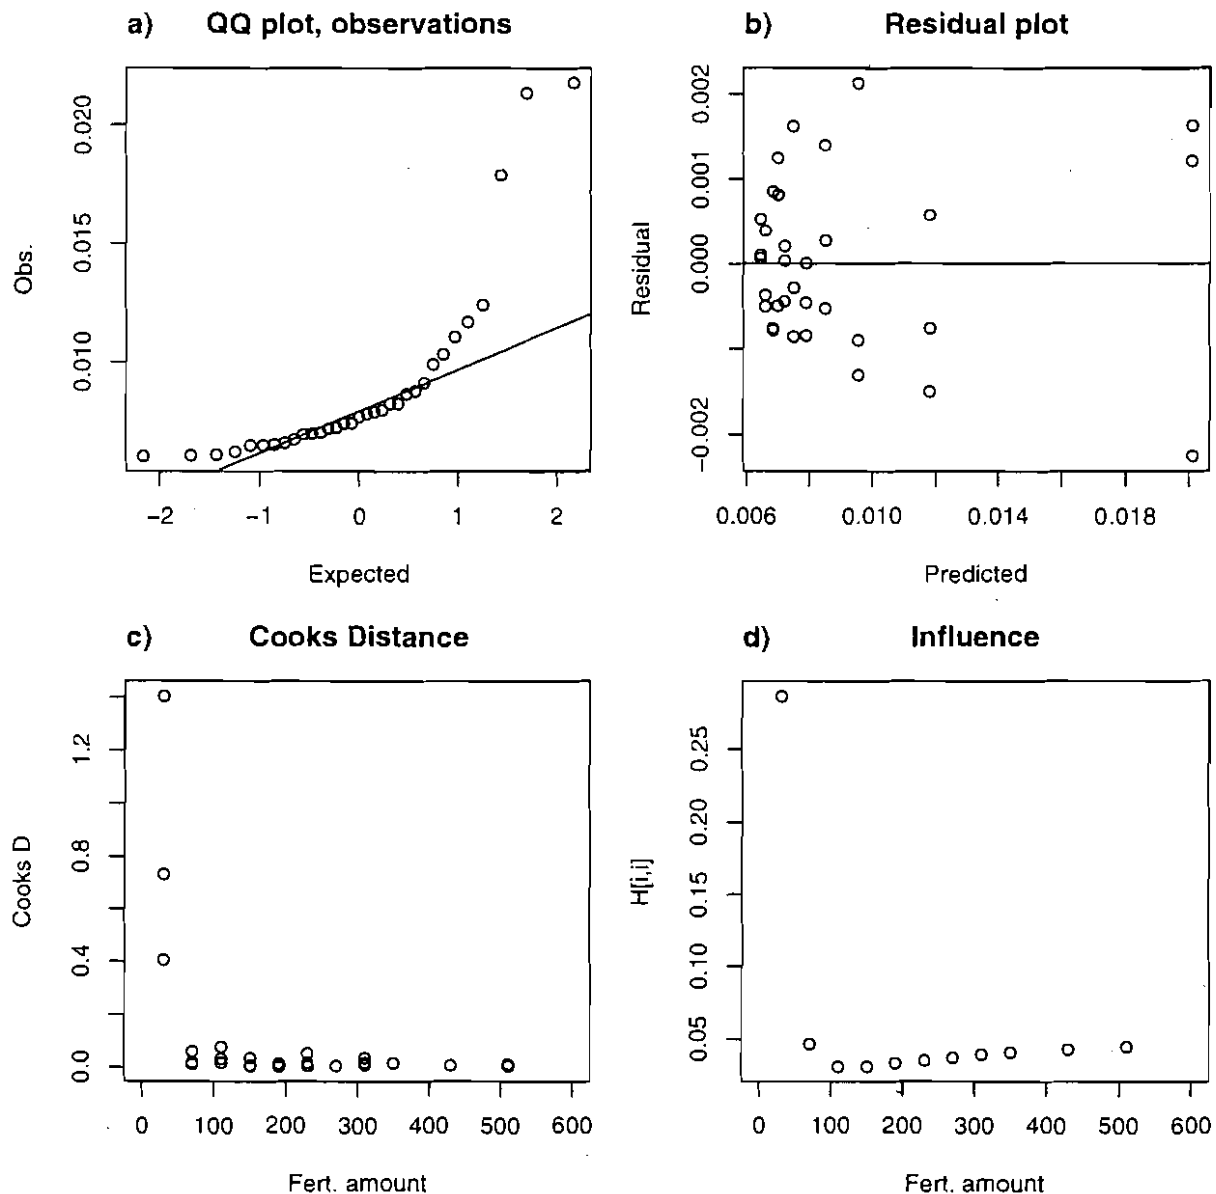 a) QQ plot, observations
Obs.
0.020
0.015
0.010
−2 −1 0 1 2
Expected
b) Residual plot
Residual
0.002
0.001
0.000
−0.002
0.006 0.010 0.014 0.018
Predicted
c) Cooks Distance
Cooks D
1.2
0.8
0.4
0.0
0 100 200 300 400 500 600
Fert. amount
d) Influence
H[i,i]
0.25
0.20
0.15
0.10
0.05
0 100 200 300 400 500 600
Fert. amount